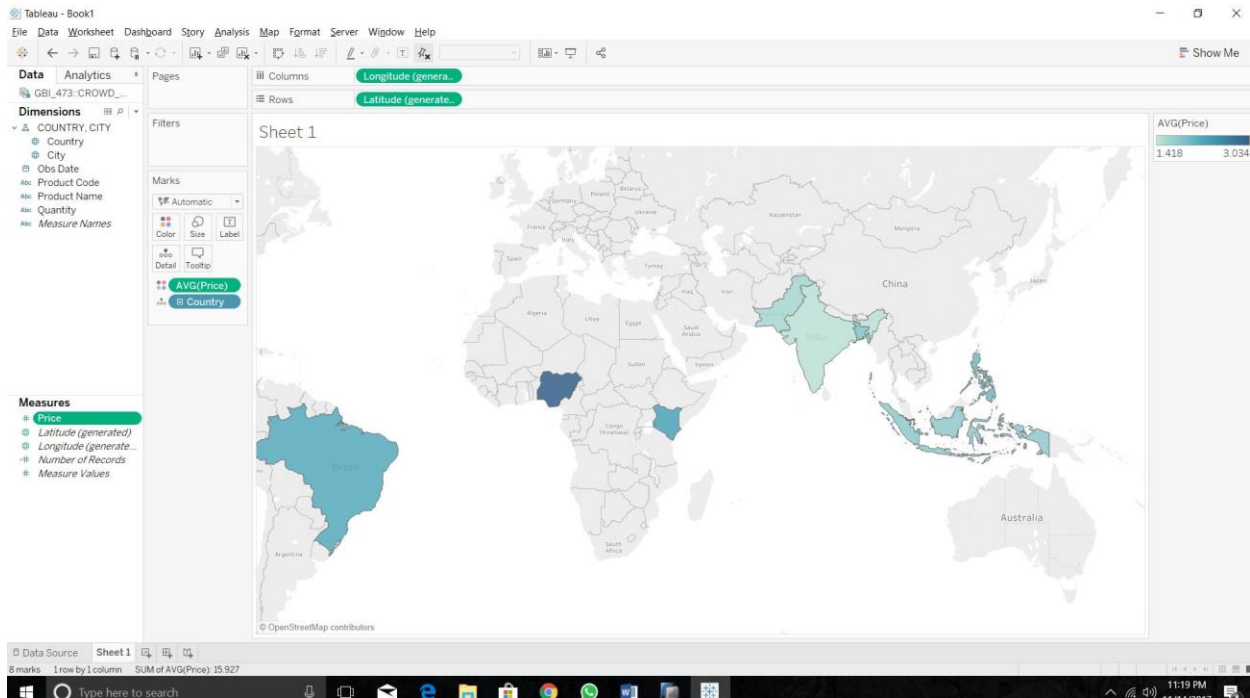 Tableau - Book1
File Data Worksheet Dashboard Story Analysis Map Format Server Window Help
Show Me
Data Analytics
Pages
Columns
Longitude (genera..
GBI_473::CROWD_...
Rows
Latitude (generate..
Dimensions
Filters
Sheet 1
AVG(Price)
1.418 3.034
COUNTRY, CITY
Country
City
Obs Date
Abc Product Code
Abc Product Name
Abc Quantity
Abc Measure Names
Marks
Automatic
Color Size Label
Detail Tooltip
AVG(Price)
Country
Poland
Belarus
Germany
Ukraine
France
Kazakhstan
Mongolia
Italy
Spain
Turkey
China
Japan
Iraq
Iran
Algeria
Libya
Egypt
Saudi
Arabia
India
Sudan
Yemen
Congo
(Kinshasa)
Brazil
Australia
South
Africa
Argentina
Measures
# Price
Latitude (generated)
Longitude (generate...
Number of Records
# Measure Values
© OpenStreetMap contributors
Data Source Sheet 1
8 marks 1 row by 1 column SUM of AVG(Price): 15.927
Type here to search
11:19 PM